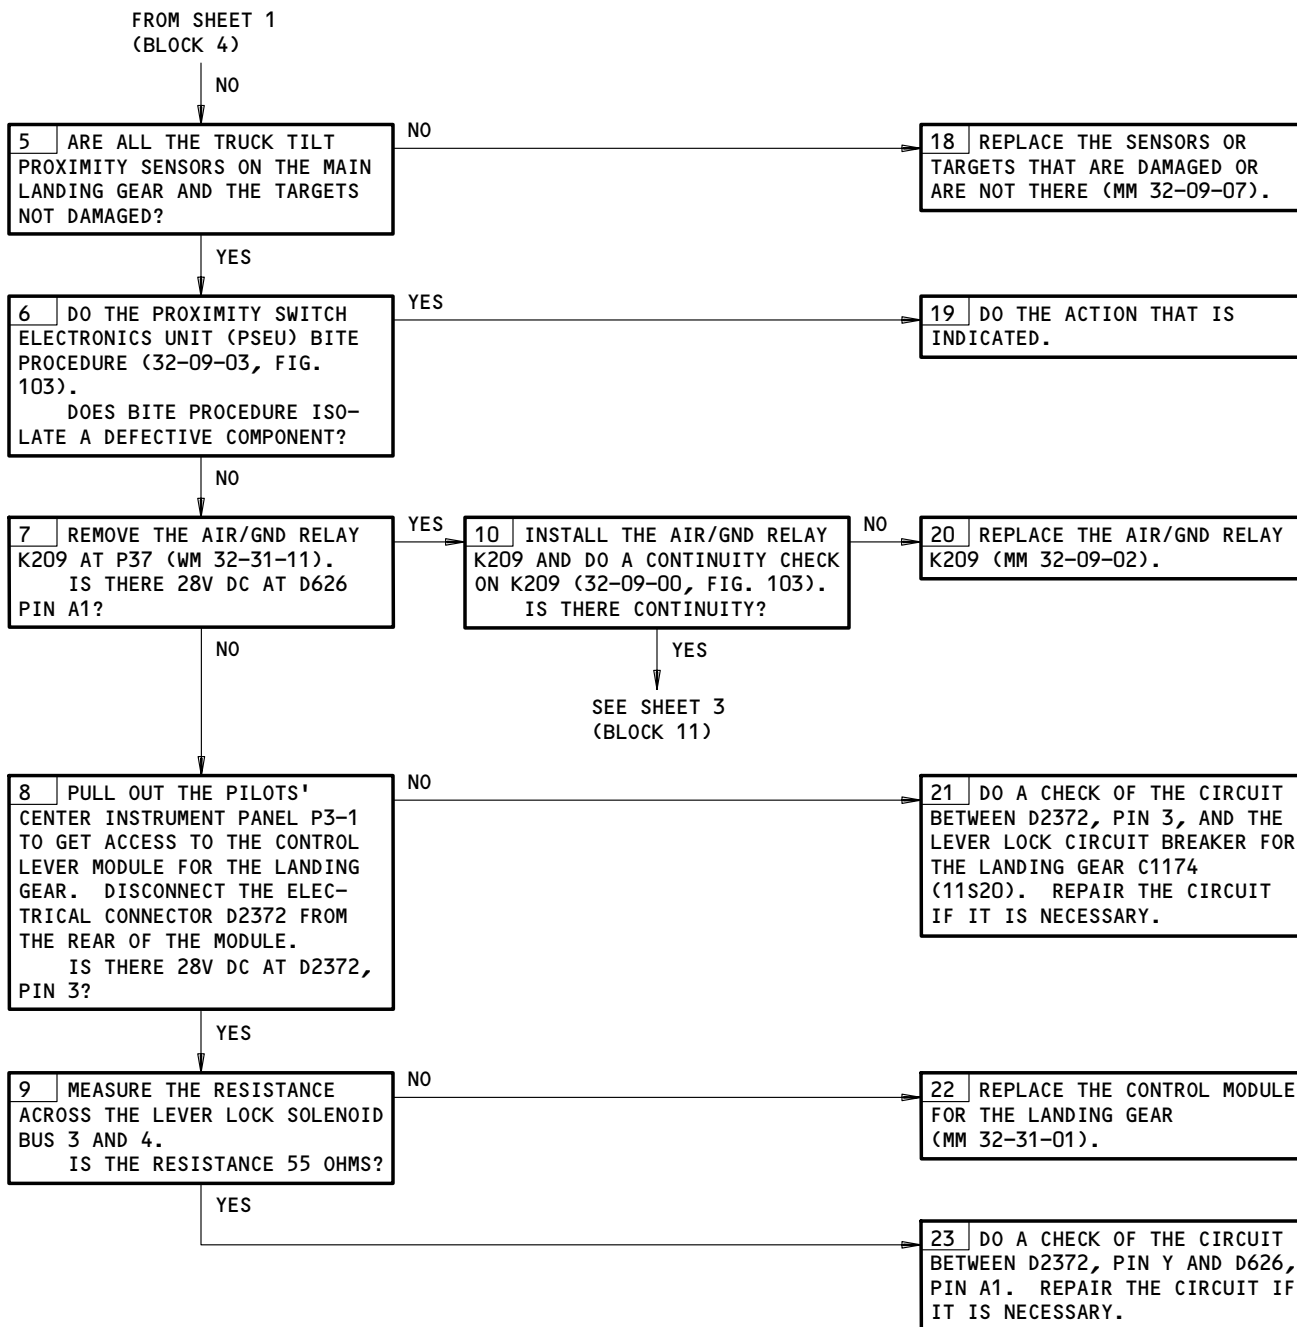 FROM SHEET 1
(BLOCK 4)
NO
5 ARE ALL THE TRUCK TILT
PROXIMITY SENSORS ON THE MAIN
LANDING GEAR AND THE TARGETS
NOT DAMAGED?
NO
18 REPLACE THE SENSORS OR
TARGETS THAT ARE DAMAGED OR
ARE NOT THERE (MM 32-09-07).
YES
6 DO THE PROXIMITY SWITCH
ELECTRONICS UNIT (PSEU) BITE
PROCEDURE (32-09-03, FIG.
103).
DOES BITE PROCEDURE ISO-
LATE A DEFECTIVE COMPONENT?
YES
19 DO THE ACTION THAT IS
INDICATED.
NO
7 REMOVE THE AIR/GND RELAY
K209 AT P37 (WM 32-31-11).
IS THERE 28V DC AT D626
PIN A1?
YES
10 INSTALL THE AIR/GND RELAY
K209 AND DO A CONTINUITY CHECK
ON K209 (32-09-00, FIG. 103).
IS THERE CONTINUITY?
NO
20 REPLACE THE AIR/GND RELAY
K209 (MM 32-09-02).
NO
YES
SEE SHEET 3
(BLOCK 11)
8 PULL OUT THE PILOTS'
CENTER INSTRUMENT PANEL P3-1
TO GET ACCESS TO THE CONTROL
LEVER MODULE FOR THE LANDING
GEAR. DISCONNECT THE ELEC-
TRICAL CONNECTOR D2372 FROM
THE REAR OF THE MODULE.
IS THERE 28V DC AT D2372,
PIN 3?
NO
21 DO A CHECK OF THE CIRCUIT
BETWEEN D2372, PIN 3, AND THE
LEVER LOCK CIRCUIT BREAKER FOR
THE LANDING GEAR C1174
(11S20). REPAIR THE CIRCUIT
IF IT IS NECESSARY.
YES
9 MEASURE THE RESISTANCE
ACROSS THE LEVER LOCK SOLENOID
BUS 3 AND 4.
IS THE RESISTANCE 55 OHMS?
NO
22 REPLACE THE CONTROL MODULE
FOR THE LANDING GEAR
(MM 32-31-01).
YES
23 DO A CHECK OF THE CIRCUIT
BETWEEN D2372, PIN Y AND D626,
PIN A1. REPAIR THE CIRCUIT IF
IT IS NECESSARY.